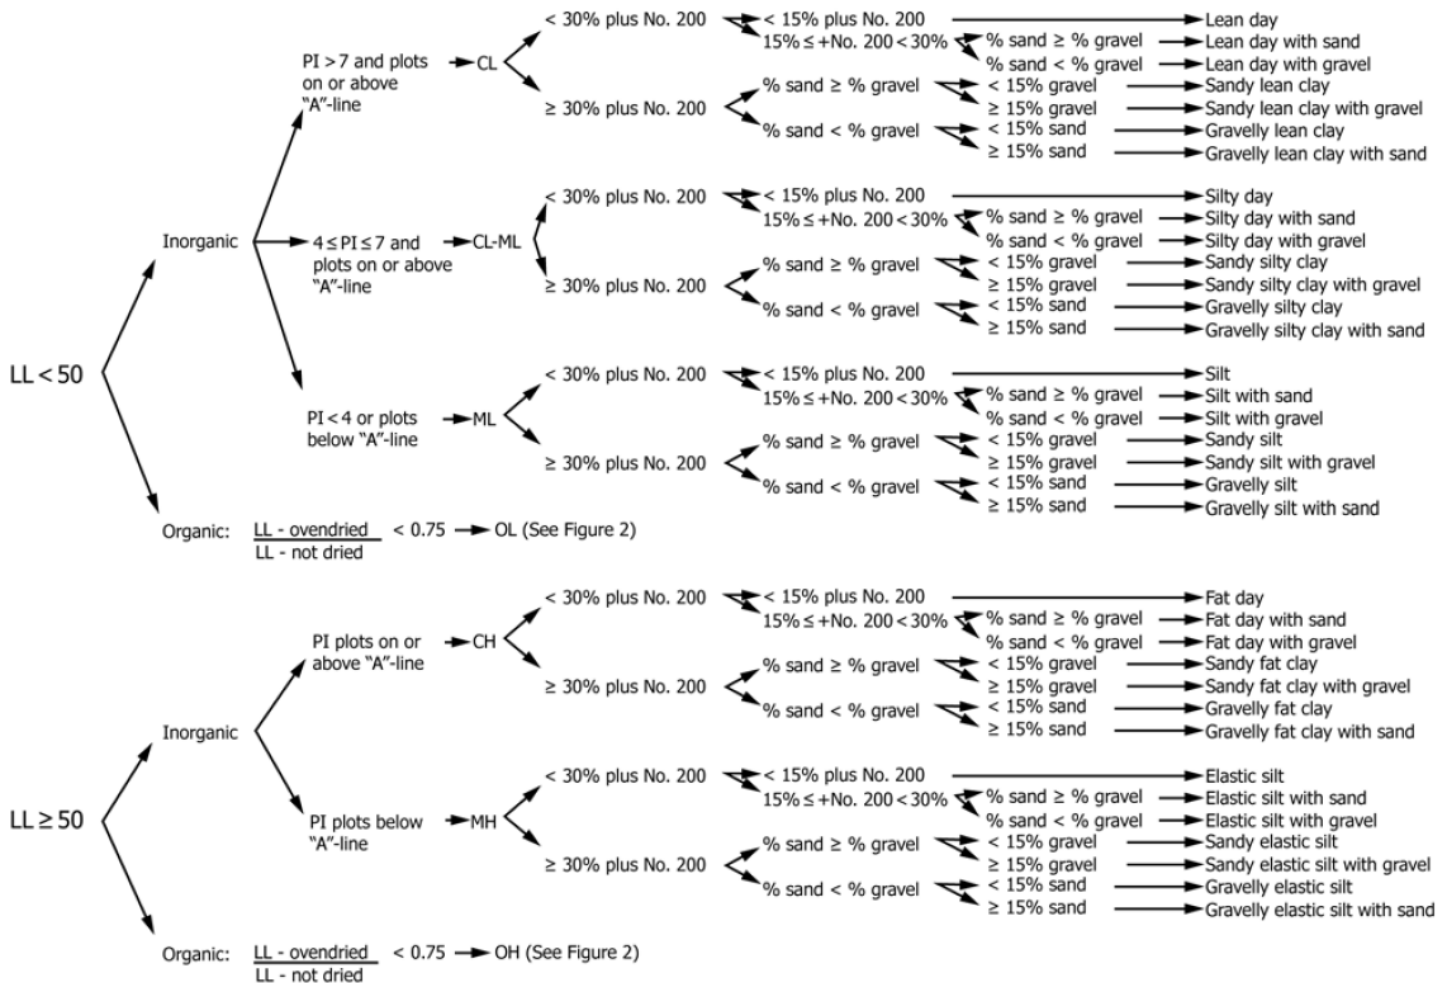 < 30% plus No. 200 < 15% plus No. 200 Lean day
15% ≤ +No. 200 < 30% % sand ≥ % gravel Lean day with sand
PI > 7 and plots on or above "A"-line CL % sand < % gravel Lean day with gravel
≥ 30% plus No. 200 % sand ≥ % gravel < 15% gravel Sandy lean clay
≥ 15% gravel Sandy lean clay with gravel
% sand < % gravel < 15% sand Gravelly lean clay
≥ 15% sand Gravelly lean clay with sand
< 30% plus No. 200 < 15% plus No. 200 Silty day
15% ≤ +No. 200 < 30% % sand ≥ % gravel Silty day with sand
Inorganic 4 ≤ PI ≤ 7 and plots on or above "A"-line CL-ML % sand < % gravel Silty day with gravel
≥ 30% plus No. 200 % sand ≥ % gravel < 15% gravel Sandy silty clay
≥ 15% gravel Sandy silty clay with gravel
% sand < % gravel < 15% sand Gravelly silty clay
≥ 15% sand Gravelly silty clay with sand
LL < 50 < 30% plus No. 200 < 15% plus No. 200 Silt
15% ≤ +No. 200 < 30% % sand ≥ % gravel Silt with sand
PI < 4 or plots below "A"-line ML % sand < % gravel Silt with gravel
≥ 30% plus No. 200 % sand ≥ % gravel < 15% gravel Sandy silt
≥ 15% gravel Sandy silt with gravel
% sand < % gravel < 15% sand Gravelly silt
≥ 15% sand Gravelly silt with sand
Organic: LL - ovendried < 0.75 OL (See Figure 2)
LL - not dried
< 30% plus No. 200 < 15% plus No. 200 Fat day
15% ≤ +No. 200 < 30% % sand ≥ % gravel Fat day with sand
PI plots on or above "A"-line CH % sand < % gravel Fat day with gravel
≥ 30% plus No. 200 % sand ≥ % gravel < 15% gravel Sandy fat clay
≥ 15% gravel Sandy fat clay with gravel
% sand < % gravel < 15% sand Gravelly fat clay
Inorganic ≥ 15% sand Gravelly fat clay with sand
< 30% plus No. 200 < 15% plus No. 200 Elastic silt
15% ≤ +No. 200 < 30% % sand ≥ % gravel Elastic silt with sand
LL ≥ 50 PI plots below "A"-line MH % sand < % gravel Elastic silt with gravel
≥ 30% plus No. 200 % sand ≥ % gravel < 15% gravel Sandy elastic silt
≥ 15% gravel Sandy elastic silt with gravel
% sand < % gravel < 15% sand Gravelly elastic silt
≥ 15% sand Gravelly elastic silt with sand
Organic: LL - ovendried < 0.75 OH (See Figure 2)
LL - not dried